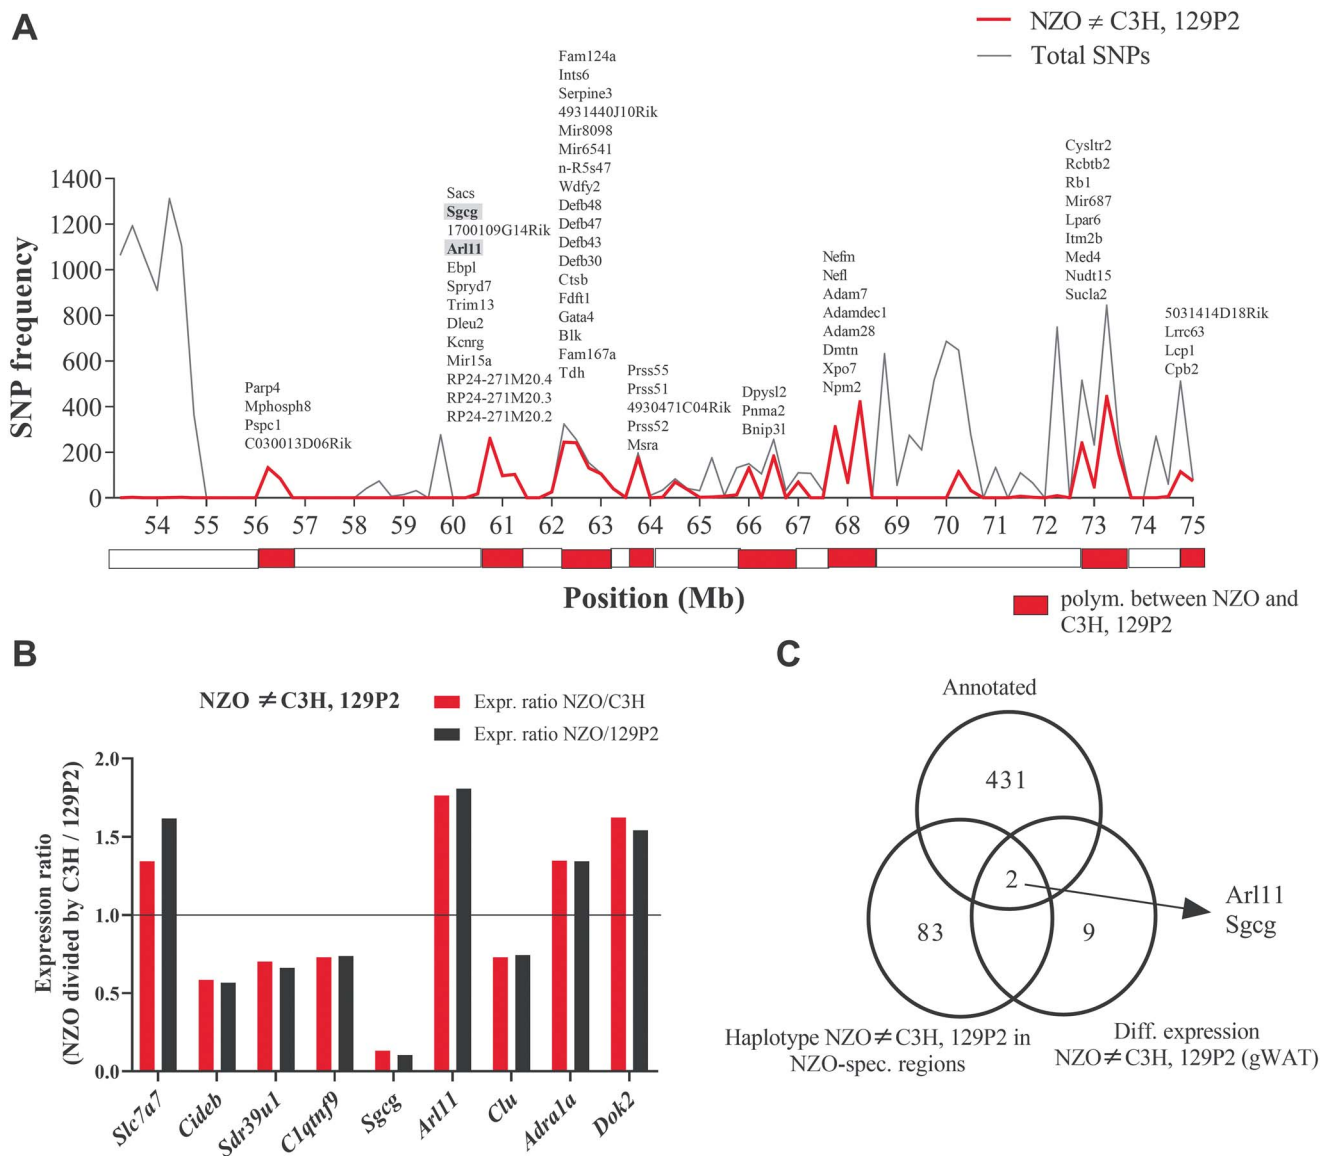 A
NZO ≠ C3H, 129P2
Total SNPs
SNP frequency
1400
1200
1000
800
600
400
200
0
Parp4
Mphosph8
Pspc1
C030013D06Rik
Sacs
Sgcg
1700109G14Rik
Arl11
Ebpl
Spryd7
Trim13
Dleu2
Kcnrg
Mir15a
RP24-271M20.4
RP24-271M20.3
RP24-271M20.2
Fam124a
Ints6
Serpine3
4931440J10Rik
Mir8098
Mir6541
n-R5s47
Wdfy2
Defb48
Defb47
Defb43
Defb30
Ctsb
Fdft1
Gata4
Blk
Fam167a
Tdh
Prss55
Prss51
4930471C04Rik
Prss52
Msra
Dpysl2
Pnma2
Bnip31
Nefm
Nefl
Adam7
Adamdec1
Adam28
Dmtn
Xpo7
Npm2
Cysltr2
Rcbtb2
Rb1
Mir687
Lpar6
Itm2b
Med4
Nudt15
Sucla2
5031414D18Rik
Lrrc63
Lcp1
Cpb2
54 55 56 57 58 59 60 61 62 63 64 65 66 67 68 69 70 71 72 73 74 75
Position (Mb)
polym. between NZO and
C3H, 129P2
B
NZO ≠ C3H, 129P2
Expr. ratio NZO/C3H
Expr. ratio NZO/129P2
Expression ratio
(NZO divided by C3H / 129P2)
2.0
1.5
1.0
0.5
0.0
Slc7a7
Cideb
Sdr39u1
C1qtnf9
Sgcg
Arl11
Clu
Adra1a
Dok2
C
Annotated
431
2
83
9
Arl11
Sgcg
Haplotype NZO≠C3H, 129P2 in
NZO-spec. regions
Diff. expression
NZO≠C3H, 129P2 (gWAT)